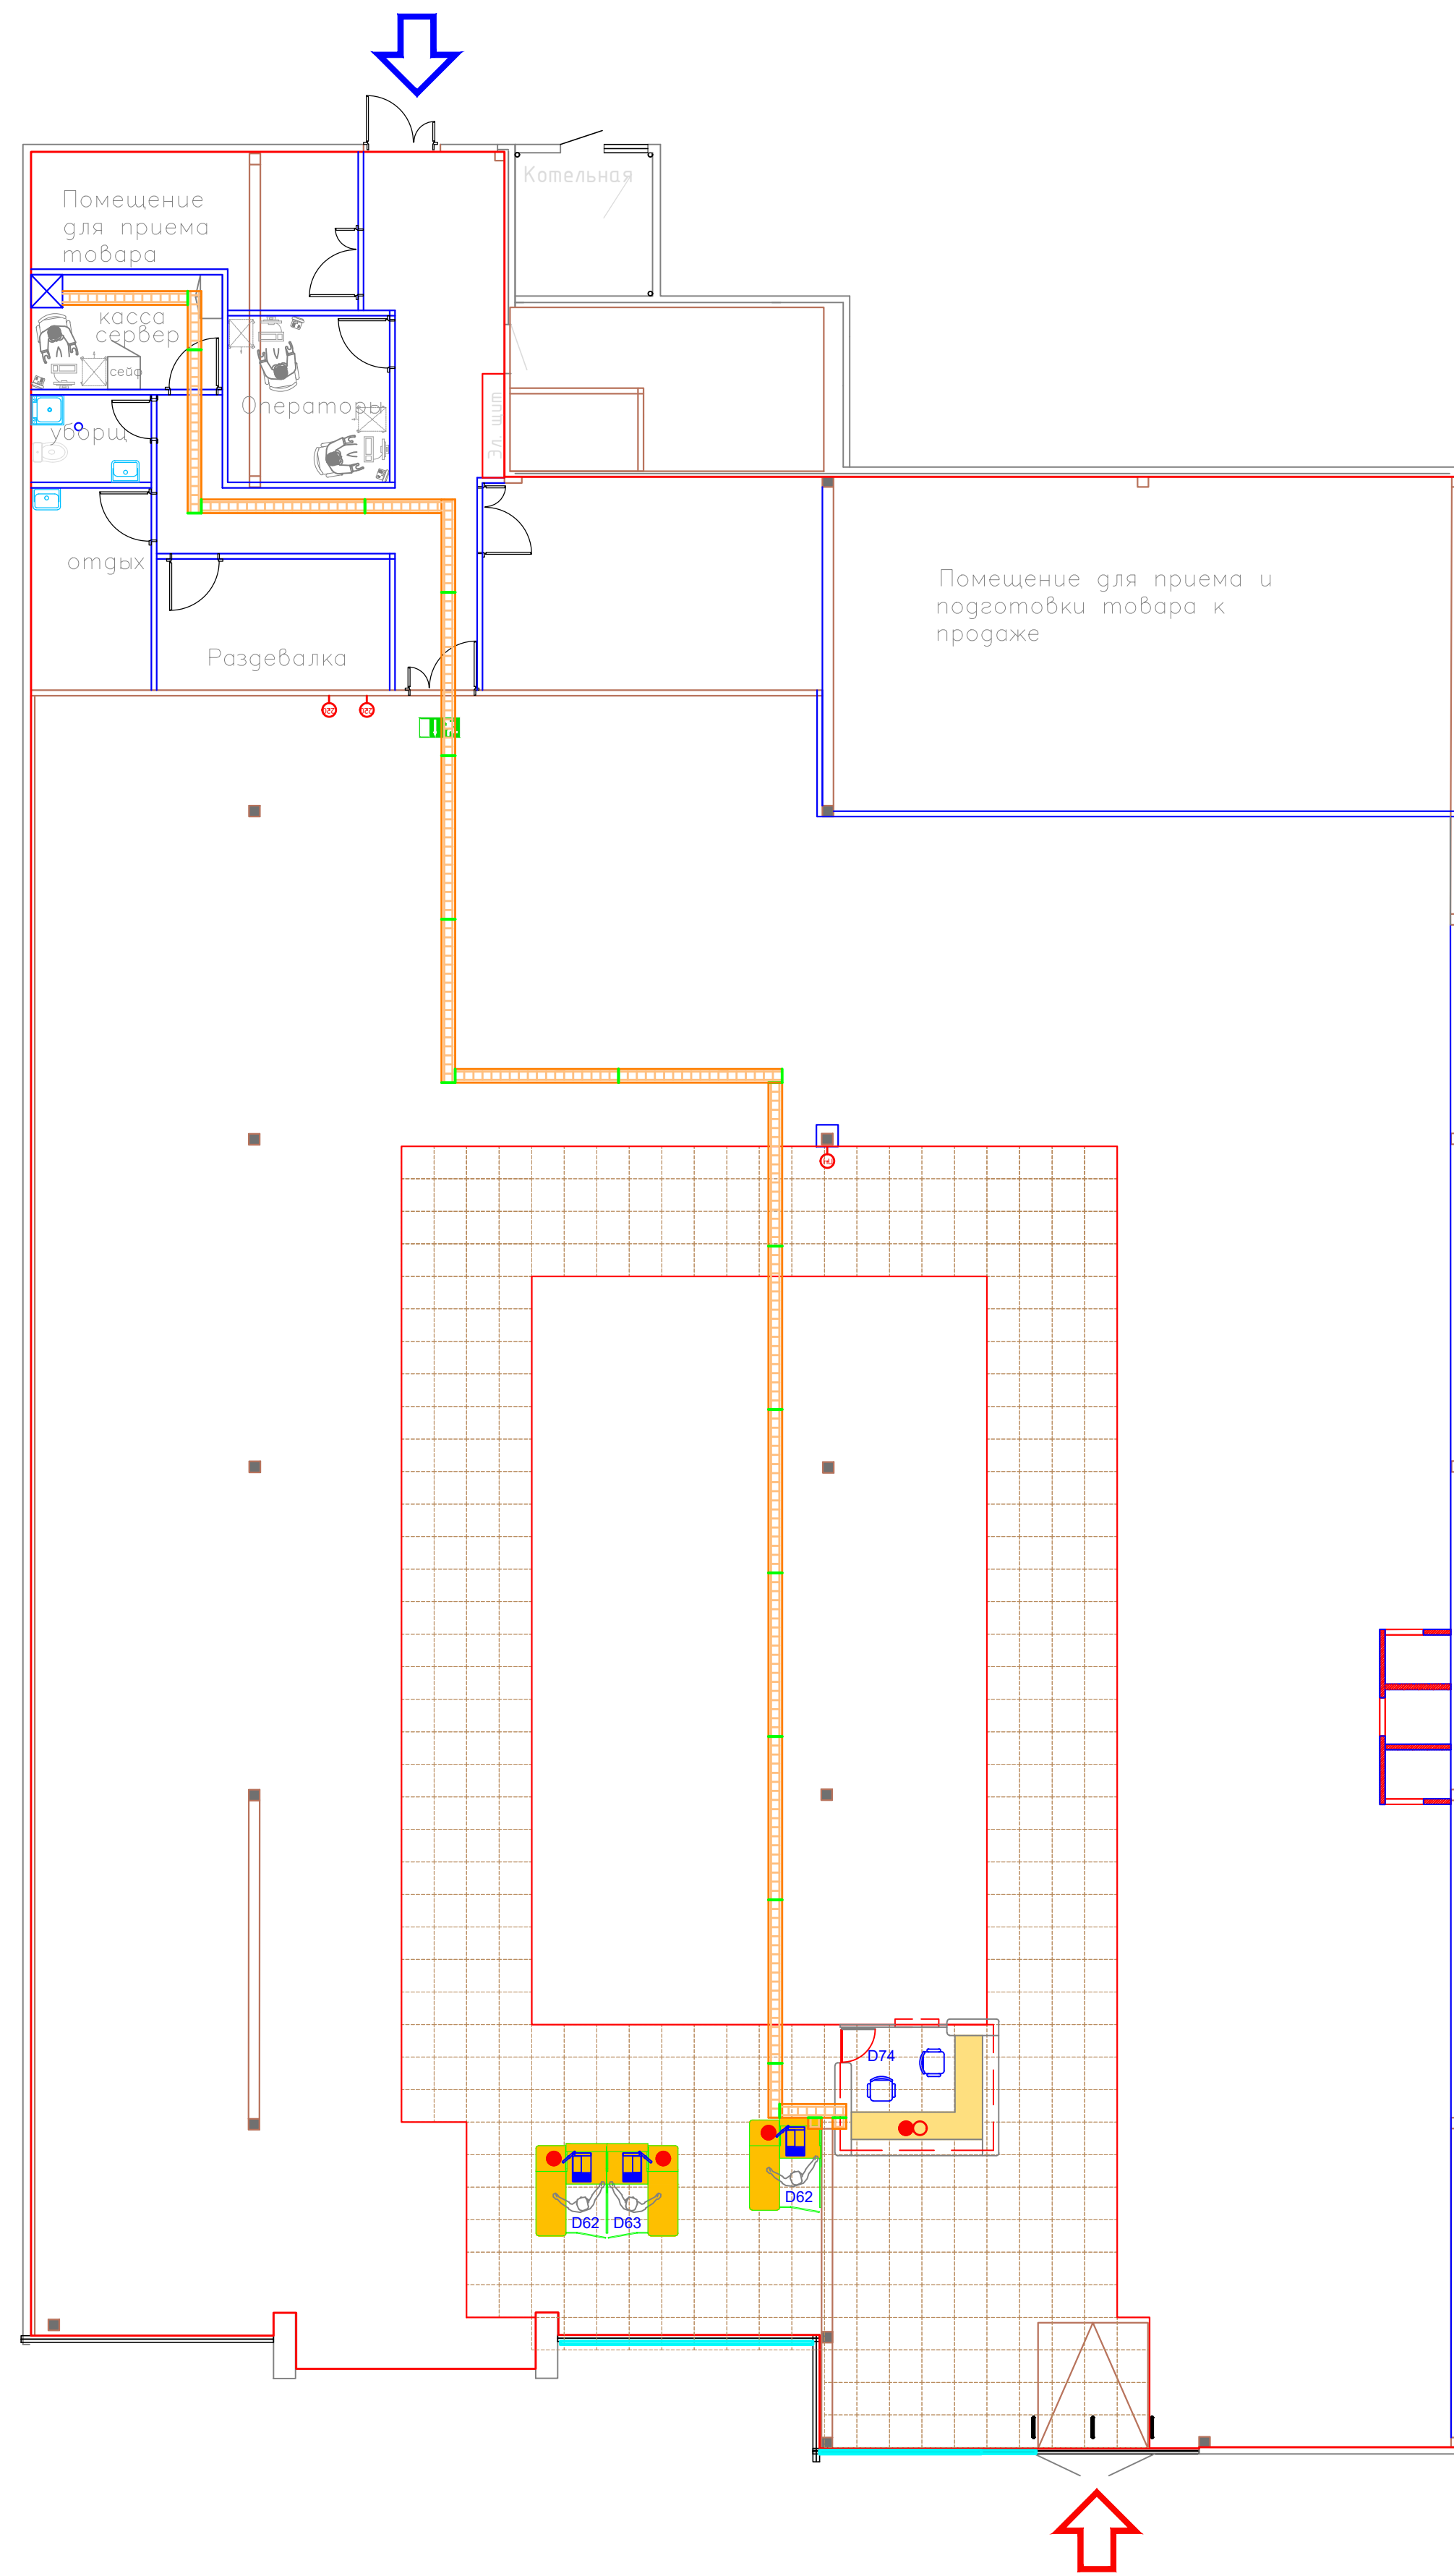 Котельная
Помещение
для приема
товара
касса
сервер
сейф
Операторы
Эл. щит
уборщ
отдых
Помещение для приема и
подготовки товара к
продаже
Раздевалка
D74
D62
D62
D63